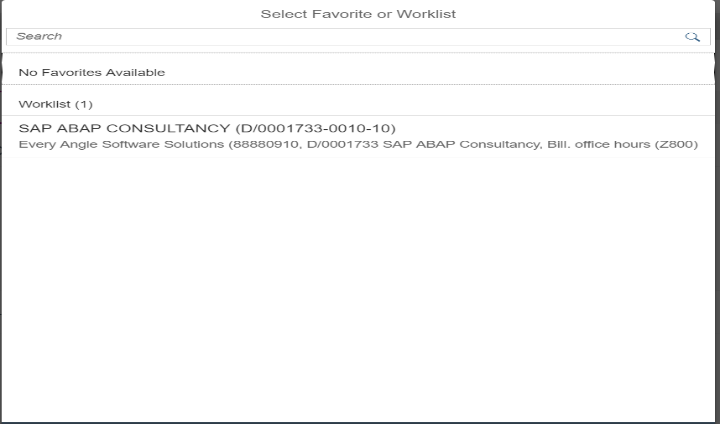 Select Favorite or Worklist
Search
No Favorites Available
Worklist (1)
SAP ABAP CONSULTANCY (D/0001733-0010-10)
Every Angle Software Solutions (88880910, D/0001733 SAP ABAP Consultancy, Bill. office hours (Z800)